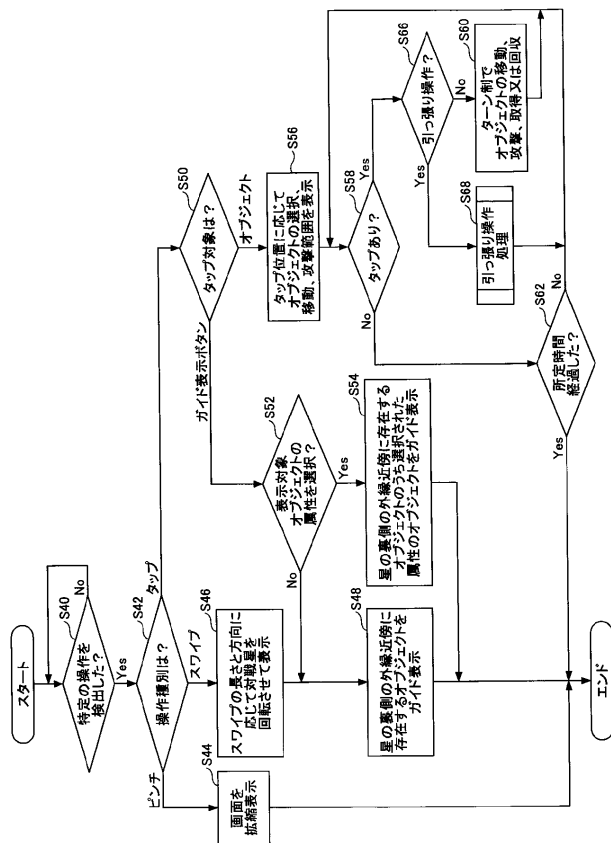 スタート
S40
特定の操作を
検出した?
No
Yes
S42
操作種別は?
ピンチ
スワイプ
タップ
S44
画面を
拡縮表示
S46
スワイプの長さと方向に
応じて対戦星を
回転させて表示
S48
星の裏側の外縁近傍に
存在するオブジェクトを
ガイド表示
S50
タップ対象は?
ガイド表示ボタン
オブジェクト
S52
表示対象
オブジェクトの
属性を選択?
No
Yes
S54
星の裏側の外縁近傍に存在する
オブジェクトのうち選択された
属性のオブジェクトをガイド表示
S56
タップ位置に応じて
オブジェクトの選択、
移動、攻撃範囲を表示
S58
タップあり?
Yes
No
S66
引っ張り操作?
Yes
No
S68
引っ張り操作
処理
S60
ターン制で
オブジェクトの移動、
攻撃、取得又は回収
S62
所定時間
経過した?
No
Yes
エンド